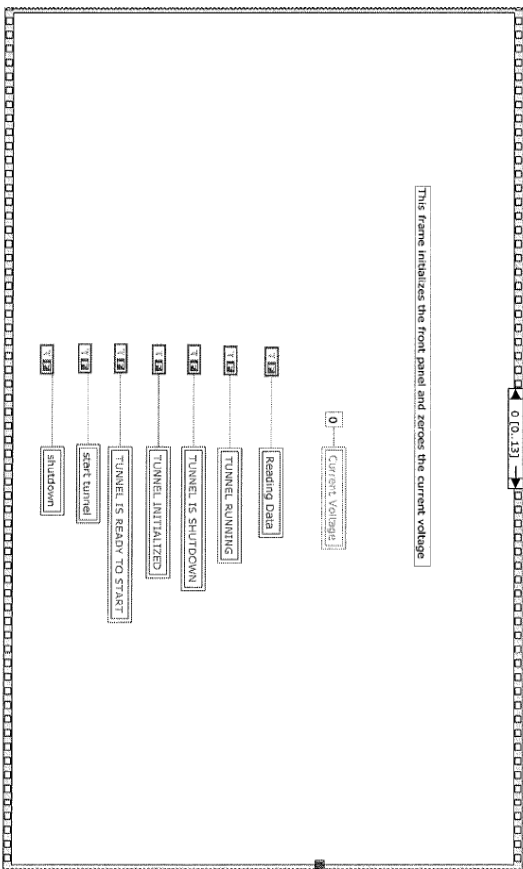 0 [0..13]
This frame initializes the front panel and zeroes the current voltage
0 Current Voltage
Reading Data
TUNNEL RUNNING
TUNNEL IS SHUTDOWN
TUNNEL INITIALIZED
TUNNEL IS READY TO START
start tunnel
shutdown